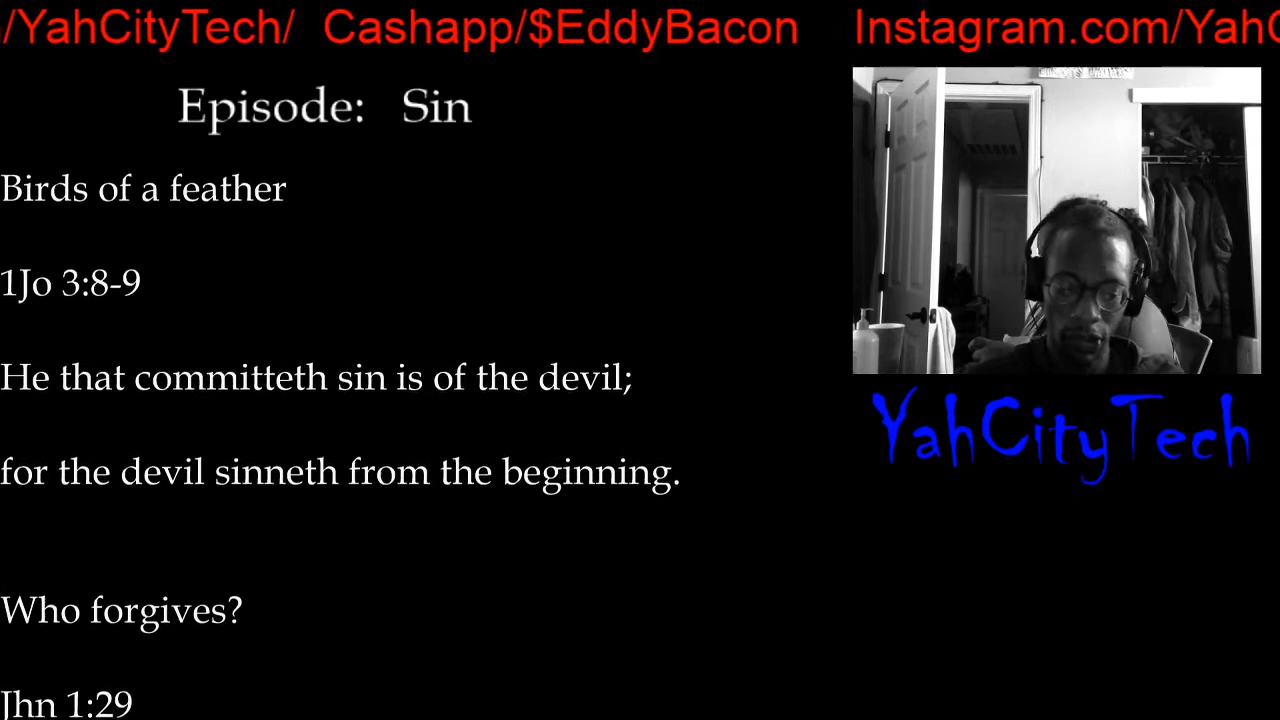 /YahCityTech/ Cashapp/$EddyBacon Instagram.com/YahC
Episode: Sin
Birds of a feather
1Jo 3:8-9
He that committeth sin is of the devil;
for the devil sinneth from the beginning.
YahCityTech
Who forgives?
Jhn 1:29